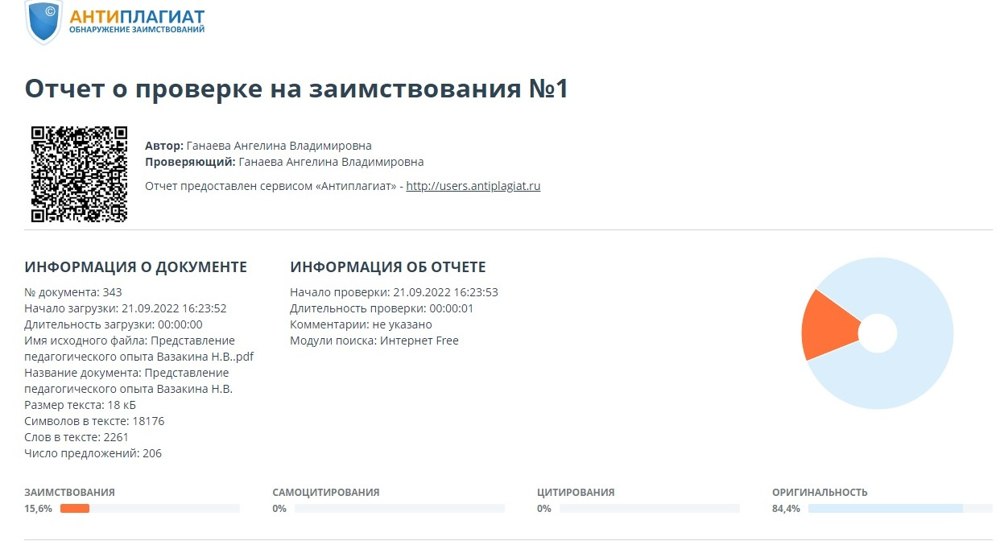 ©
АНТИПЛАГИАТ
ОБНАРУЖЕНИЕ ЗАИМСТВОВАНИЙ
Отчет о проверке на заимствования №1
Автор: Ганаева Ангелина Владимировна
Проверяющий: Ганаева Ангелина Владимировна
Отчет предоставлен сервисом «Антиплагиат» - http://users.antiplagiat.ru
ИНФОРМАЦИЯ О ДОКУМЕНТЕ
№ документа: 343
Начало загрузки: 21.09.2022 16:23:52
Длительность загрузки: 00:00:00
Имя исходного файла: Представление
педагогического опыта Вазакина Н.В..pdf
Название документа: Представление
педагогического опыта Вазакина Н.В.
Размер текста: 18 кБ
Символов в тексте: 18176
Слов в тексте: 2261
Число предложений: 206
ИНФОРМАЦИЯ ОБ ОТЧЕТЕ
Начало проверки: 21.09.2022 16:23:53
Длительность проверки: 00:00:01
Комментарии: не указано
Модули поиска: Интернет Free
ЗАИМСТВОВАНИЯ
15,6%
САМОЦИТИРОВАНИЯ
0%
ЦИТИРОВАНИЯ
0%
ОРИГИНАЛЬНОСТЬ
84,4%